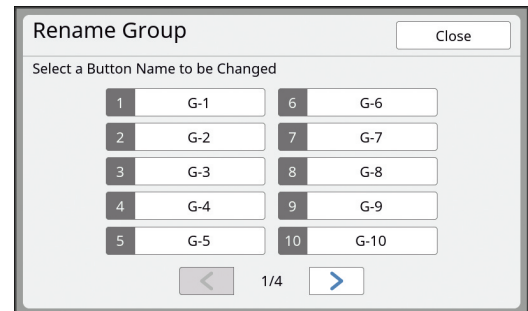 Rename Group
Close
Select a Button Name to be Changed
1 G-1
2 G-2
3 G-3
4 G-4
5 G-5
6 G-6
7 G-7
8 G-8
9 G-9
10 G-10
1/4